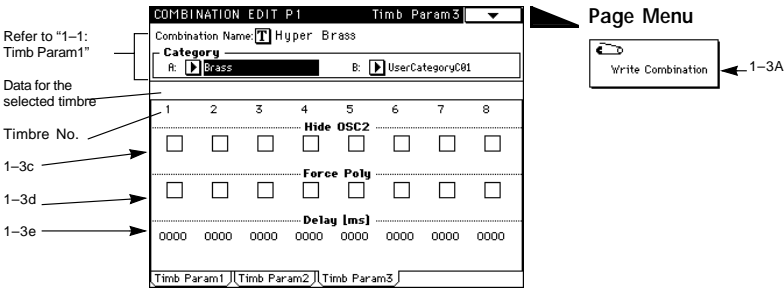 COMBINATION EDIT P1 Timb Param3
Page Menu
Refer to “1–1:
Timb Param1”
Combination Name: T Hyper Brass
Category
A: Brass B: UserCategoryC01
Write Combination
1–3A
Data for the
selected timbre
Timbre No.
1 2 3 4 5 6 7 8
Hide OSC2
1–3c
Force Poly
1–3d
Delay [ms]
1–3e
0000 0000 0000 0000 0000 0000 0000 0000
Timb Param1 Timb Param2 Timb Param3